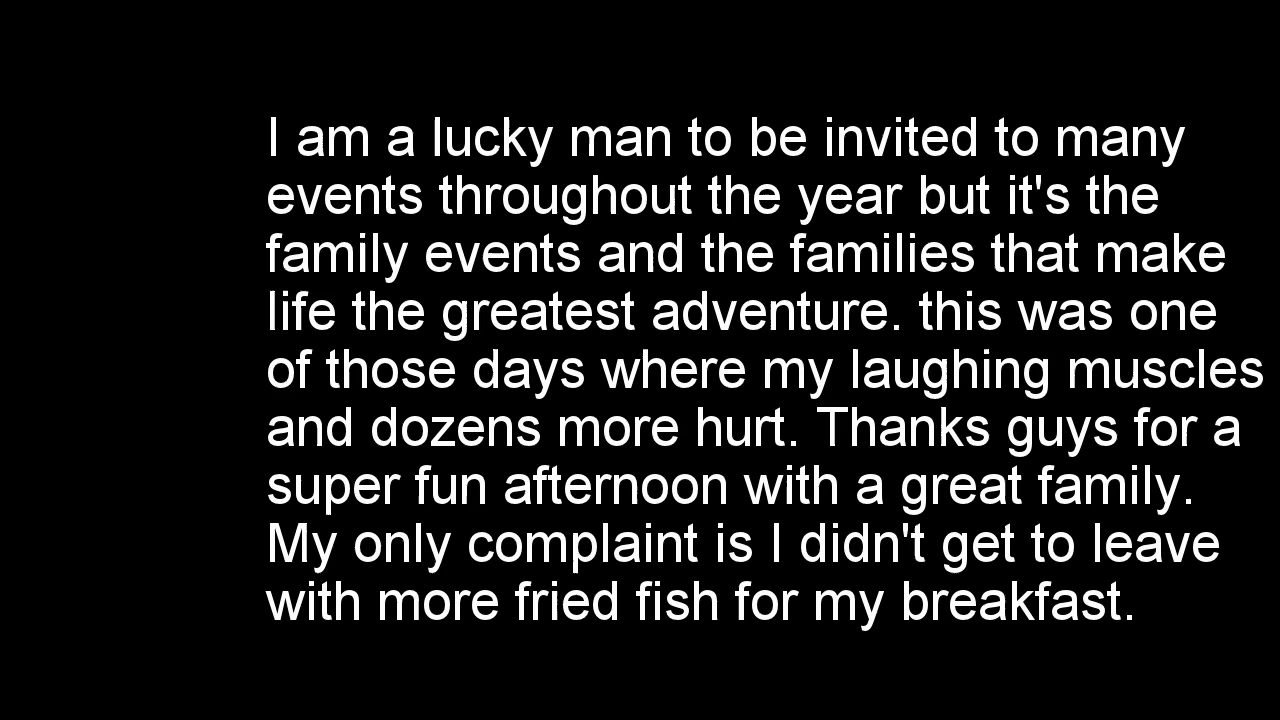 I am a lucky man to be invited to many
events throughout the year but it's the
family events and the families that make
life the greatest adventure. this was one
of those days where my laughing muscles
and dozens more hurt. Thanks guys for a
super fun afternoon with a great family.
My only complaint is I didn't get to leave
with more fried fish for my breakfast.